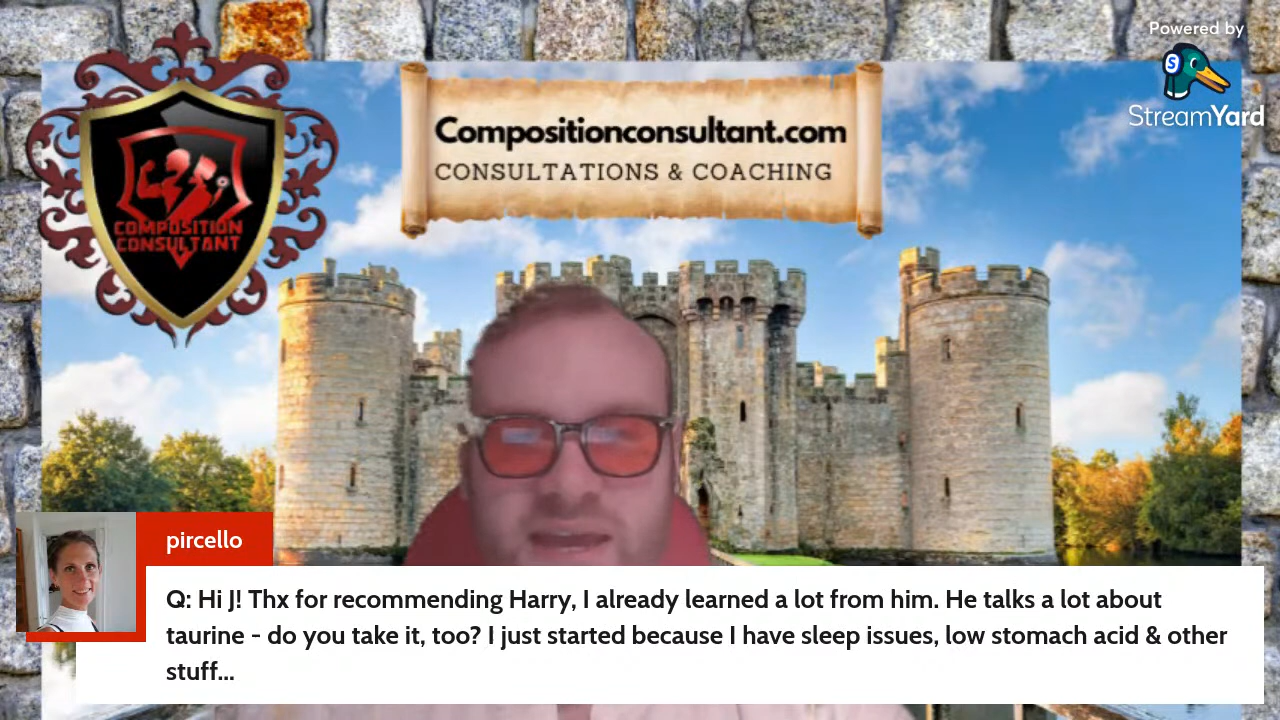 Powered by
StreamYard
Compositionconsultant.com
CONSULTATIONS & COACHING
COMPOSITION
CONSULTANT
pircello
Q: Hi J! Thx for recommending Harry, I already learned a lot from him. He talks a lot about
taurine - do you take it, too? I just started because I have sleep issues, low stomach acid & other
stuff...